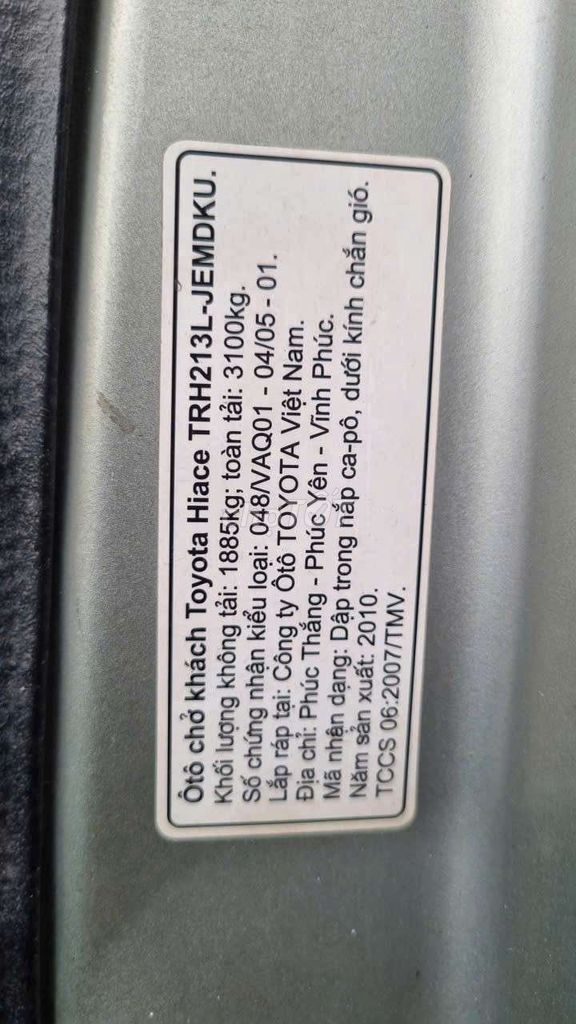 Ôtô chở khách Toyota Hiace TRH213L-JEMDKU.
Khối lượng không tải: 1885kg; toàn tải: 3100kg.
Số chứng nhận kiểu loại: 048/VAQ01 - 04/05 - 01.
Lắp ráp tại: Công ty Ôtô TOYOTA Việt Nam.
Địa chỉ: Phúc Thắng - Phúc Yên - Vĩnh Phúc.
Mã nhận dạng: Dập trong nắp ca-pô, dưới kính chắn gió.
Năm sản xuất: 2010.
TCCS 06:2007/TMV.